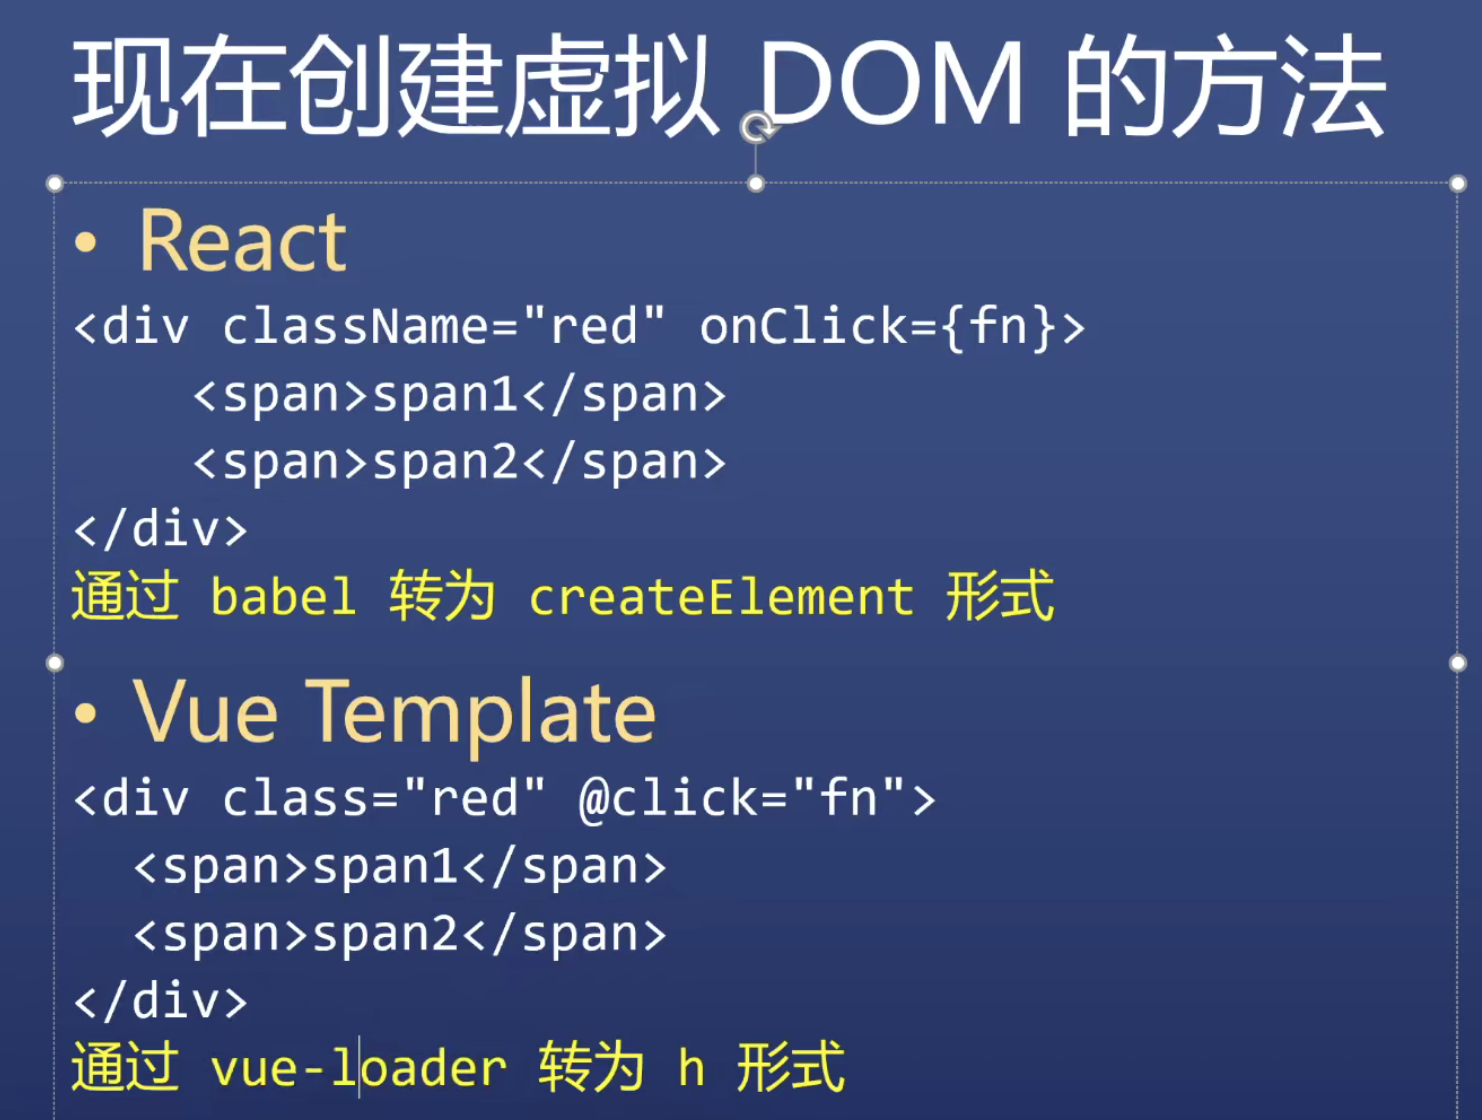 现在创建虚拟 DOM 的方法
• React
<div className="red" onClick={fn}>
    <span>span1</span>
    <span>span2</span>
</div>
通过 babel 转为 createElement 形式
• Vue Template
<div class="red" @click="fn">
  <span>span1</span>
  <span>span2</span>
</div>
通过 vue-loader 转为 h 形式